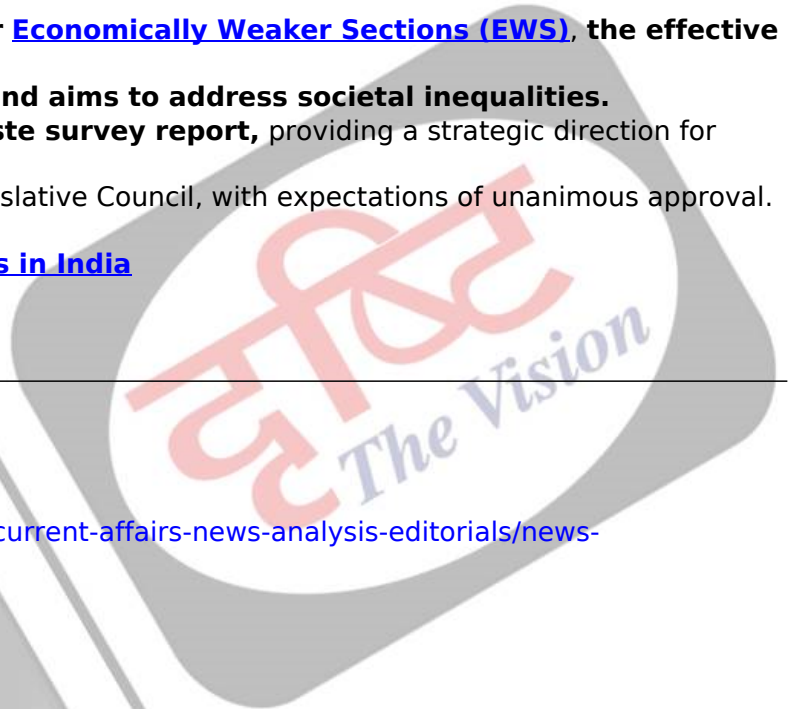 r Economically Weaker Sections (EWS), the effective
nd aims to address societal inequalities.
ste survey report, providing a strategic direction for
slative Council, with expectations of unanimous approval.
s in India
दृष्टि
The Vision
current-affairs-news-analysis-editorials/news-